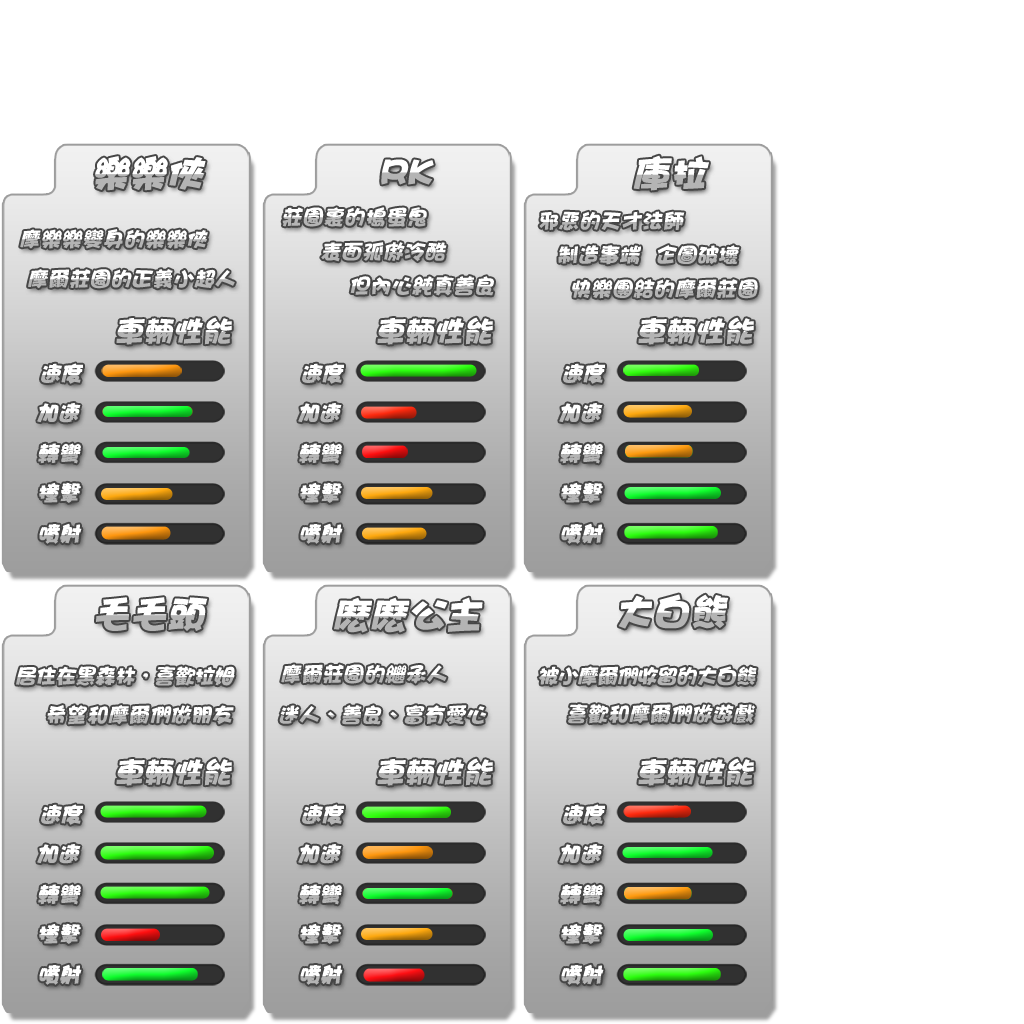 樂樂俠
摩樂樂變身的樂樂俠
摩爾莊園的正義小超人
車輛性能
速度
加速
轉彎
撞擊
噴射
RK
莊園裏的搗蛋鬼
表面孤傲冷酷
但內心純真善良
車輛性能
速度
加速
轉彎
撞擊
噴射
庫拉
邪惡的天才法師
制造事端 企圖破壞
快樂團結的摩爾莊園
車輛性能
速度
加速
轉彎
撞擊
噴射
毛毛頭
居住在黑森林,喜歡拉姆
希望和摩爾們做朋友
車輛性能
速度
加速
轉彎
撞擊
噴射
麽麽公主
摩爾莊園的繼承人
迷人、善良、富有愛心
車輛性能
速度
加速
轉彎
撞擊
噴射
大白熊
被小摩爾們收留的大白熊
喜歡和摩爾們做遊戲
車輛性能
速度
加速
轉彎
撞擊
噴射